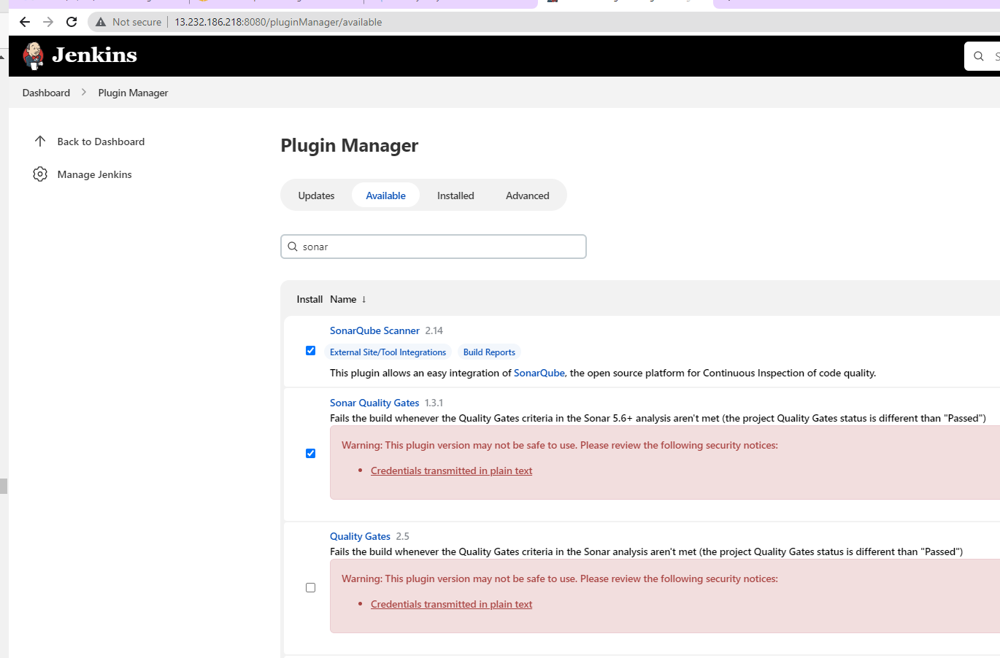 Not secure 13.232.186.218:8080/pluginManager/available
Jenkins
Dashboard Plugin Manager
Back to Dashboard
Manage Jenkins
Plugin Manager
Updates Available Installed Advanced
sonar
Install Name ↓
SonarQube Scanner 2.14
External Site/Tool Integrations Build Reports
This plugin allows an easy integration of SonarQube, the open source platform for Continuous Inspection of code quality.
Sonar Quality Gates 1.3.1
Fails the build whenever the Quality Gates criteria in the Sonar 5.6+ analysis aren't met (the project Quality Gates status is different than "Passed")
Warning: This plugin version may not be safe to use. Please review the following security notices:
• Credentials transmitted in plain text
Quality Gates 2.5
Fails the build whenever the Quality Gates criteria in the Sonar analysis aren't met (the project Quality Gates status is different than "Passed")
Warning: This plugin version may not be safe to use. Please review the following security notices:
• Credentials transmitted in plain text